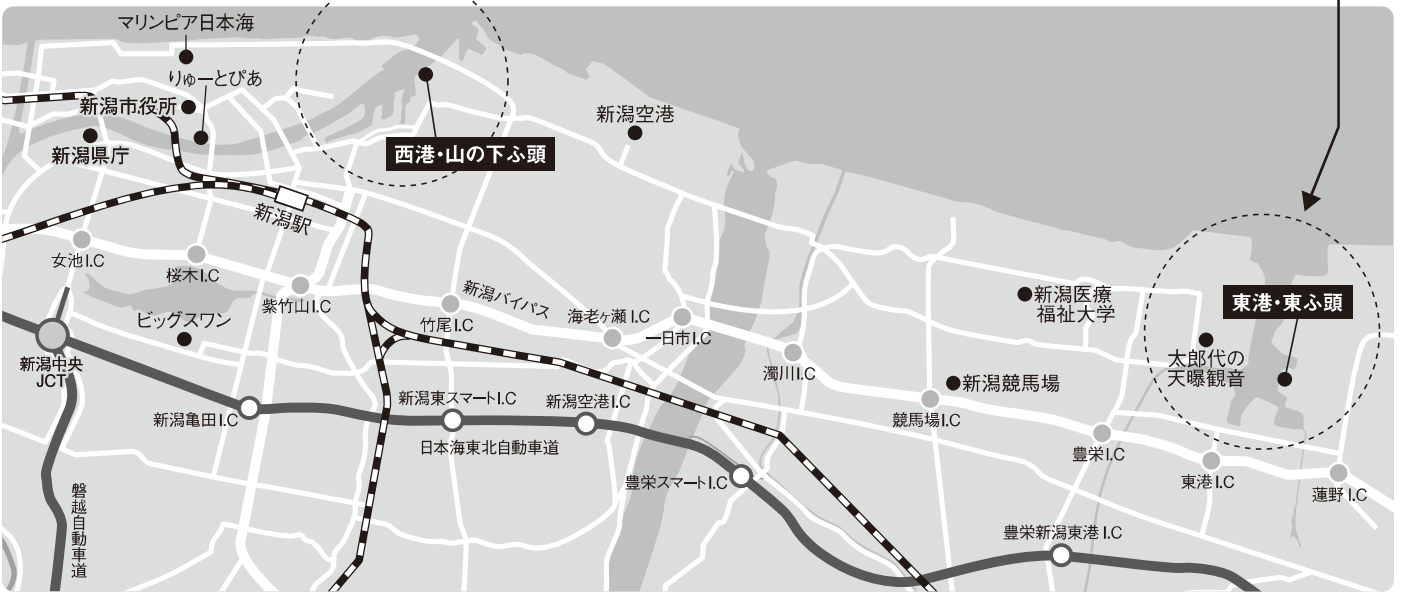 マリンピア日本海
りゅーとぴあ
新潟市役所
新潟県庁
西港・山の下ふ頭
新潟空港
新潟駅
女池I.C
桜木I.C
紫竹山I.C
新潟バイパス
竹尾I.C
海老ヶ瀬I.C
一日市I.C
濁川I.C
新潟医療
福祉大学
東港・東ふ頭
太郎代の
天曝観音
ビッグスワン
新潟中央
JCT
新潟亀田I.C
新潟東スマートI.C
新潟空港I.C
日本海東北自動車道
新潟競馬場
競馬場I.C
豊栄I.C
東港I.C
蓮野I.C
豊栄スマートI.C
豊栄新潟東港I.C
磐越自動車道